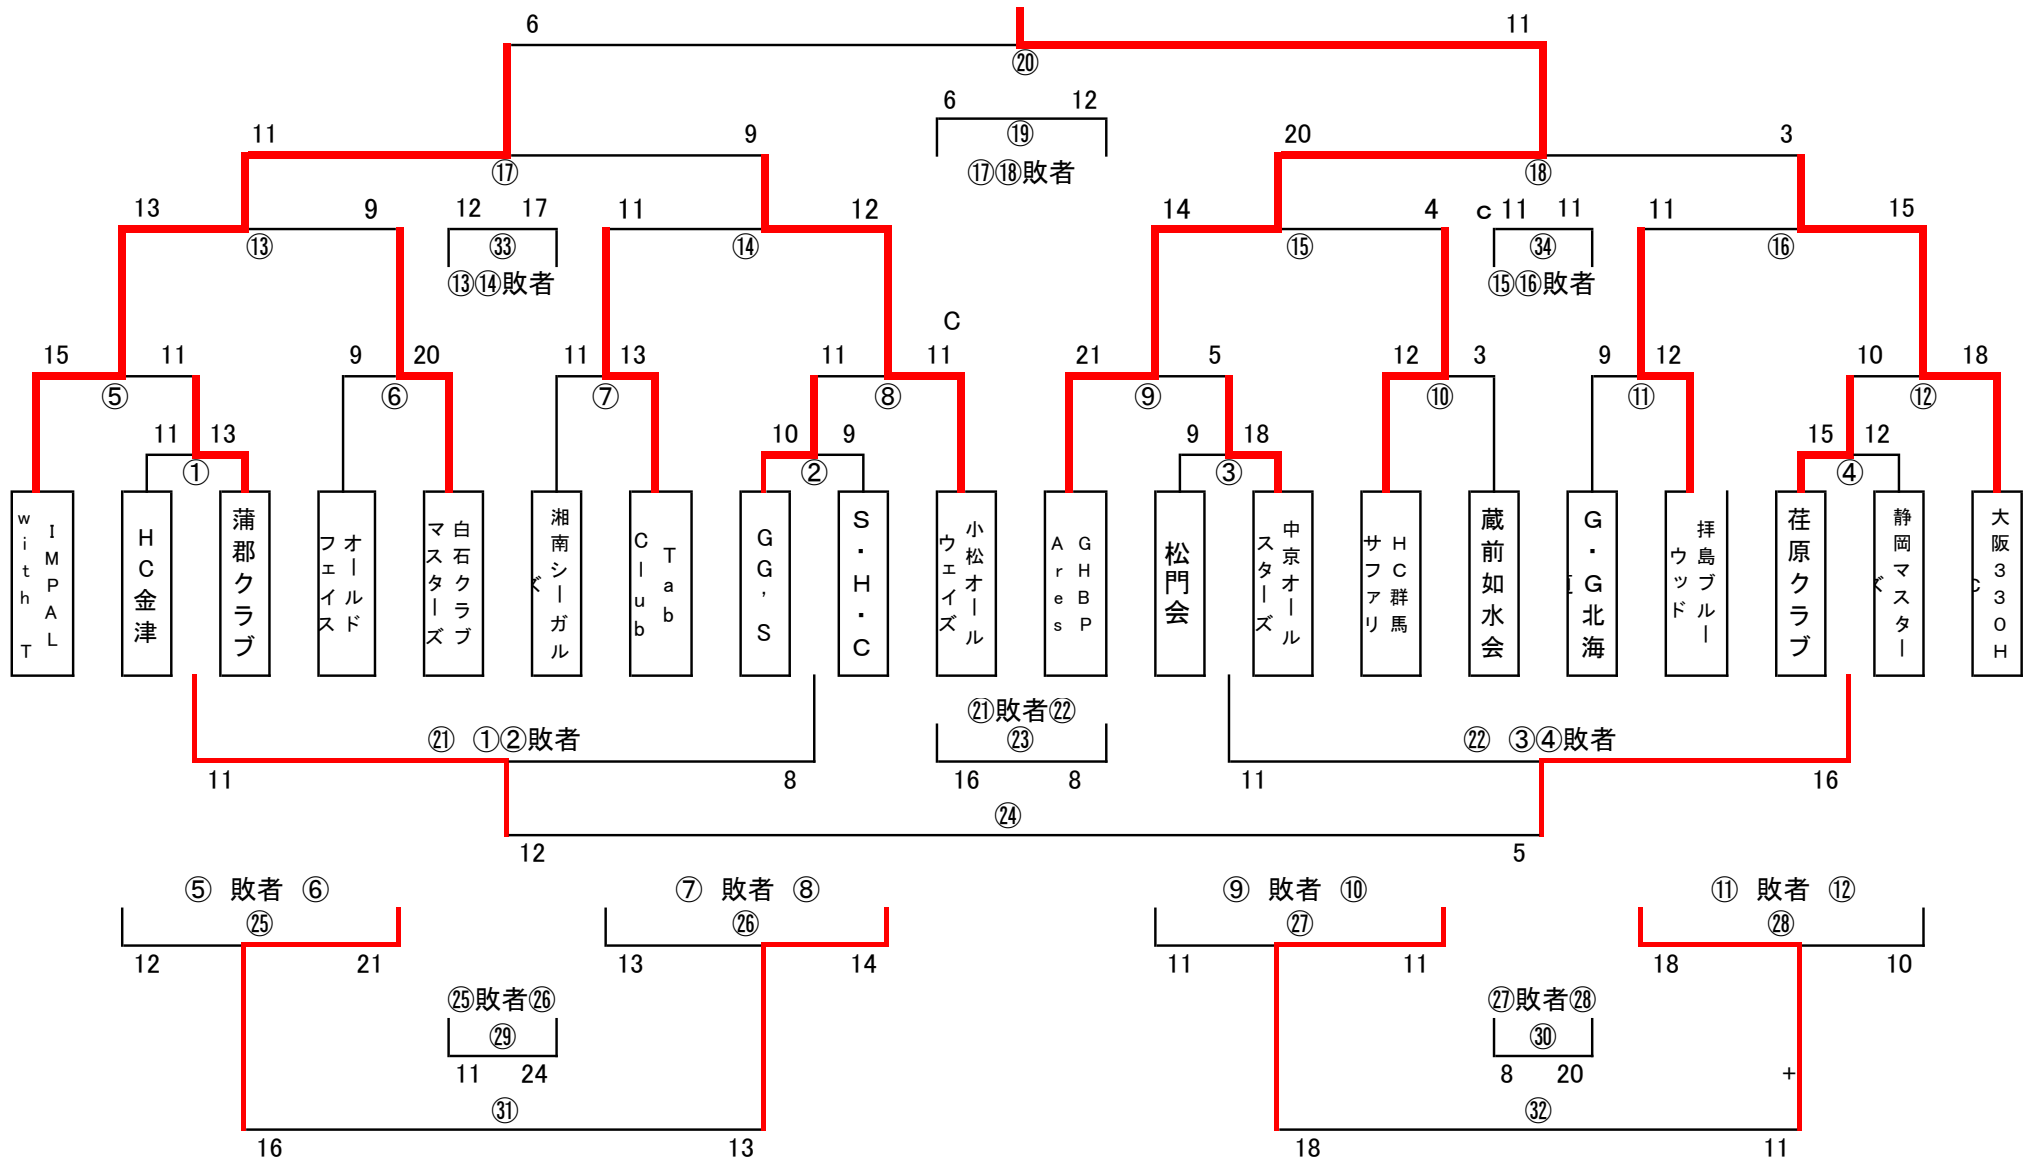 6 11
⑳
6 12
⑲
⑰⑱敗者
11 9 20 3
⑰ ⑱
13 9 12 17 11 12 14 4 c 11 11 11 15
⑬ ㉝ ⑭ ⑮ ㉞ ⑯
⑬⑭敗者 ⑮⑯敗者
C
15 11 9 20 11 13 11 11 21 5 12 3 9 12 10 18
⑤ ⑥ ⑦ ⑧ ⑨ ⑩ ⑪ ⑫
11 13 10 9 9 18 15 12
① ② ③ ④
IMPAL
with T
HC金津
蒲郡クラブ
オールド
フェイス
白石クラブ
マスターズ
湘南シーガル
ズ
Tab
Club
GG'S
S・H・C
小松オール
ウェイズ
GHBP
Ares
松門会
中京オール
スターズ
HC群馬
サファリ
蔵前如水会
G・G北海
拝島ブルー
ウッド
荏原クラブ
静岡マスター
ズ
大阪330H
C
㉑敗者㉒
㉑ ①②敗者 ㉓ ㉒ ③④敗者
11 8 16 8 11 16
㉔
12 5
⑤ 敗者 ⑥ ⑦ 敗者 ⑧ ⑨ 敗者 ⑩ ⑪ 敗者 ⑫
㉕ ㉖ ㉗ ㉘
12 21 13 14 11 11 18 10
㉕敗者㉖ ㉗敗者㉘
㉙ ㉚
11 24 8 20 +
㉛ ㉜
16 13 18 11